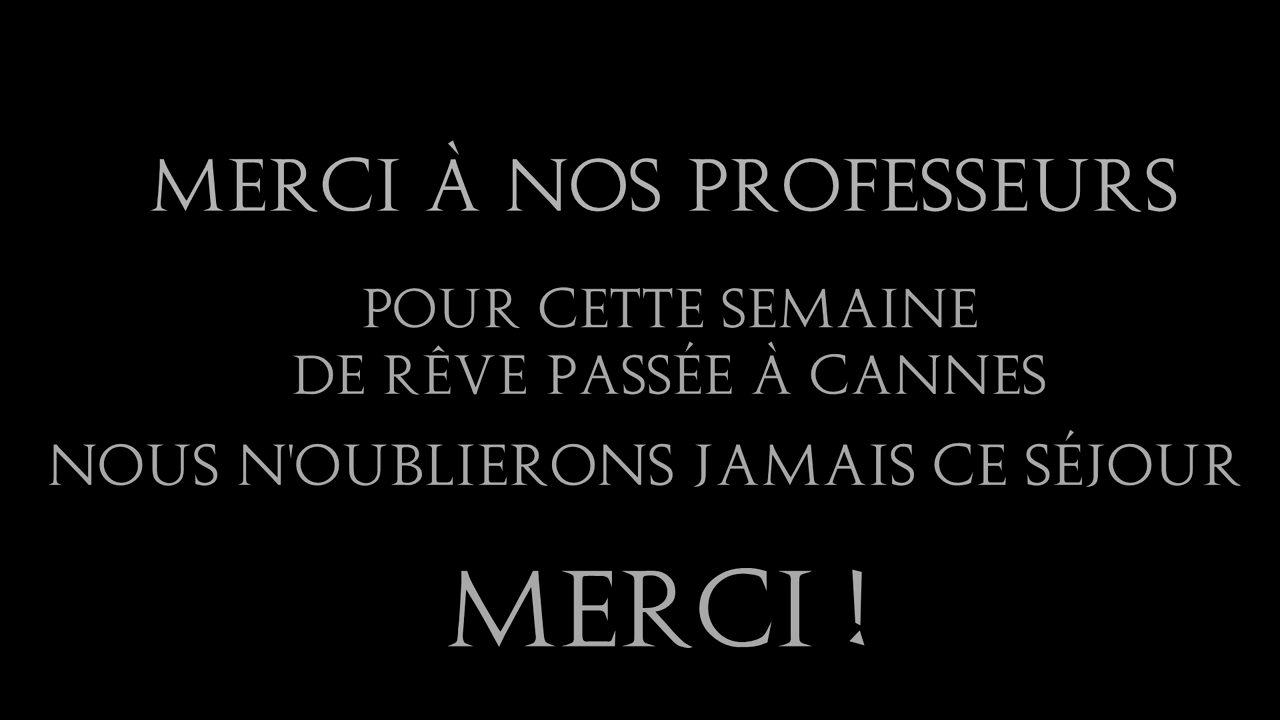 MERCI À NOS PROFESSEURS
POUR CETTE SEMAINE
DE RÊVE PASSÉE À CANNES
NOUS N'OUBLIERONS JAMAIS CE SÉJOUR
MERCI !